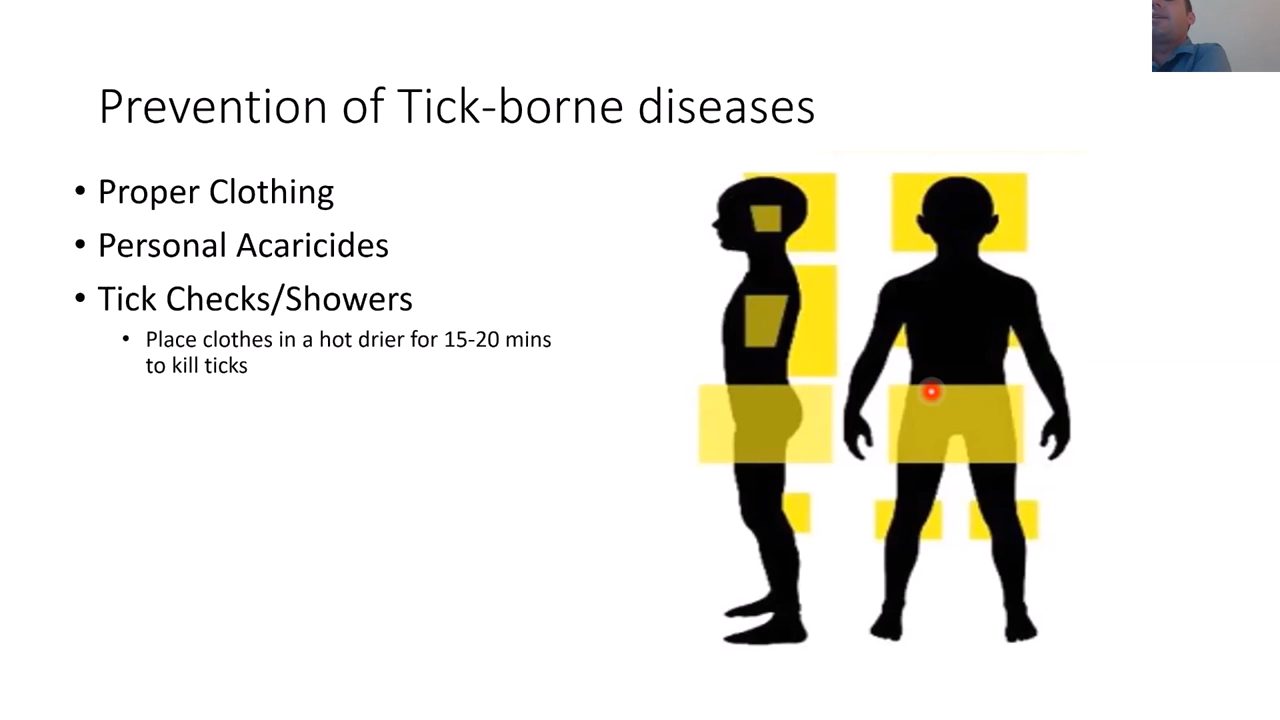 Prevention of Tick-borne diseases
• Proper Clothing
• Personal Acaricides
• Tick Checks/Showers
• Place clothes in a hot drier for 15-20 mins
to kill ticks